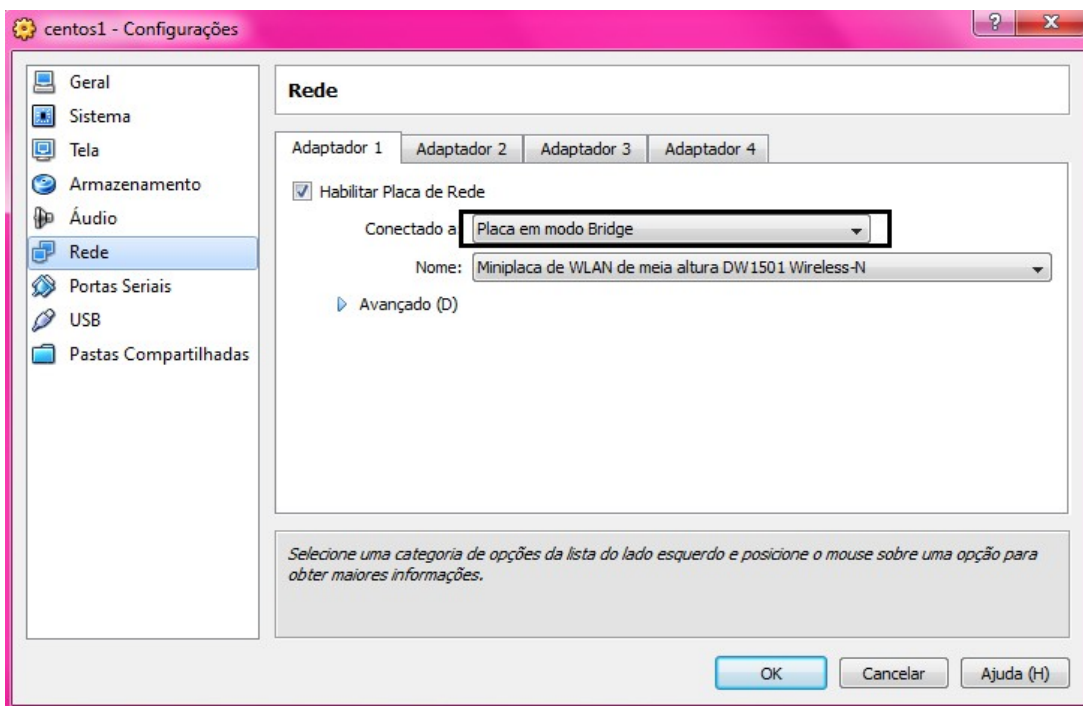 centos1 - Configurações
Geral
Sistema
Tela
Armazenamento
Áudio
Rede
Portas Seriais
USB
Pastas Compartilhadas
Rede
Adaptador 1 Adaptador 2 Adaptador 3 Adaptador 4
Habilitar Placa de Rede
Conectado a Placa em modo Bridge
Nome: Miniplaca de WLAN de meia altura DW1501 Wireless-N
Avançado (D)
Selecione uma categoria de opções da lista do lado esquerdo e posicione o mouse sobre uma opção para
obter maiores informações.
OK Cancelar Ajuda (H)